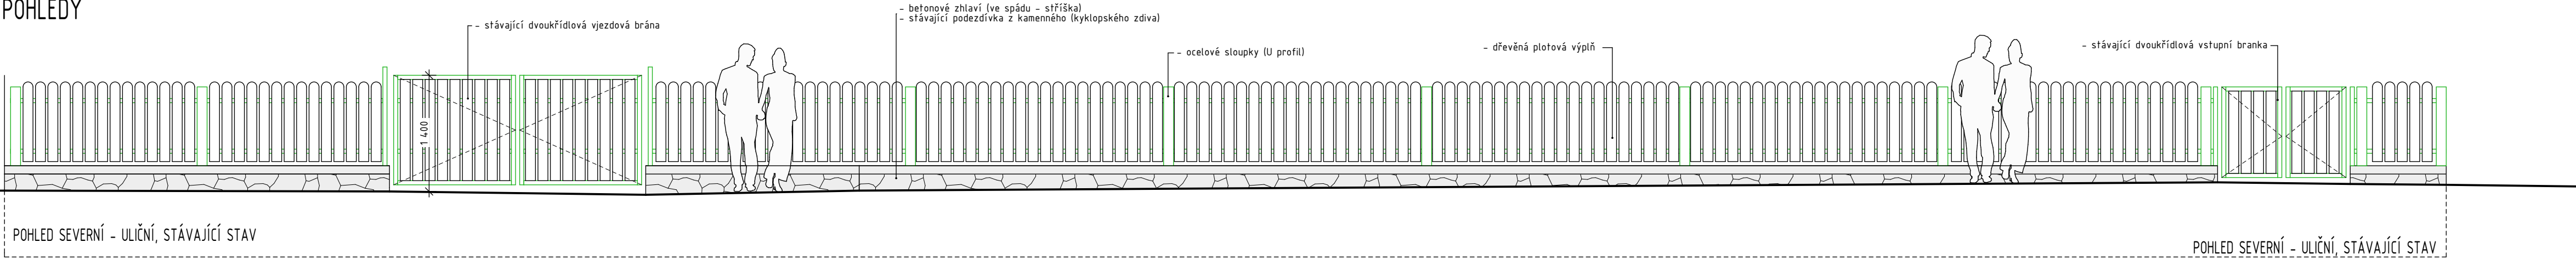 POHLEDY
- betonové zhlaví (ve spádu - stříška)
- stávající podezdívka z kamenného (kyklopského zdiva)
- stávající dvoukřídlová vjezdová brána
- ocelové sloupky (U profil)
- dřevěná plotová výplň
- stávající dvoukřídlová vstupní branka
1 400
POHLED SEVERNÍ - ULIČNÍ, STÁVAJÍCÍ STAV
POHLED SEVERNÍ - ULIČNÍ, STÁVAJÍCÍ STAV